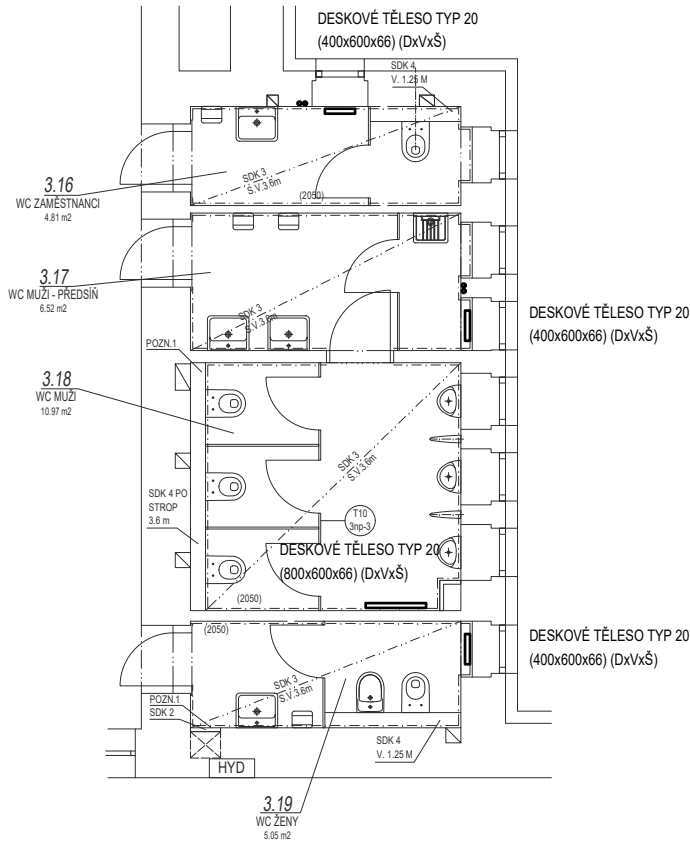 DESKOVÉ TĚLESO TYP 20
(400x600x66) (DxVxŠ)
SDK 4
V. 1.25 M
3.16
WC ZAMĚSTNANCI
4.81 m2
SDK 3
S.V.3.6m
(2050)
3.17
WC MUŽI - PŘEDSÍŇ
6.52 m2
SDK 3
S.V.3.6m
DESKOVÉ TĚLESO TYP 20
(400x600x66) (DxVxŠ)
POZN.1
3.18
WC MUŽI
10.97 m2
SDK 3
S.V.3.6m
SDK 4 PO
STROP
3.6 m
T10
3np-3
DESKOVÉ TĚLESO TYP 20
(800x600x66) (DxVxŠ)
(2050)
(2050)
DESKOVÉ TĚLESO TYP 20
(400x600x66) (DxVxŠ)
SDK 3
S.V.3.6m
POZN.1
SDK 2
SDK 4
V. 1.25 M
HYD
3.19
WC ŽENY
5.05 m2